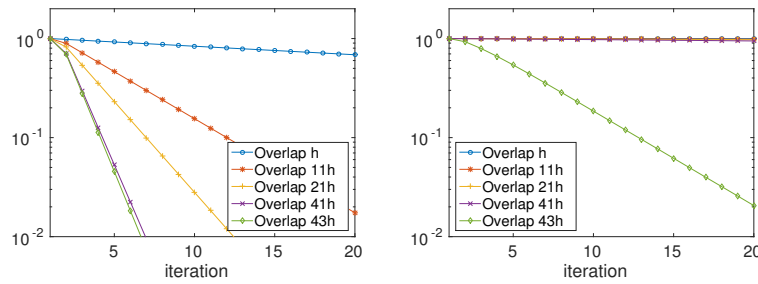 10^0
10^-1
10^-2
5
10
15
20
iteration
Overlap h
Overlap 11h
Overlap 21h
Overlap 41h
Overlap 43h
10^0
10^-1
10^-2
5
10
15
20
iteration
Overlap h
Overlap 11h
Overlap 21h
Overlap 41h
Overlap 43h